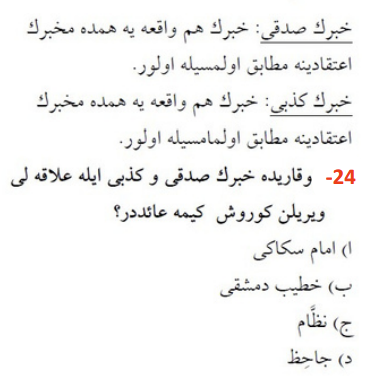 خبرك صدقی: خبرك هم واقعه یه همده مخبرك
اعتقادینه مطابق اولمسیله اولور.
خبرك كذبی: خبرك هم واقعه یه همده مخبرك
اعتقادینه مطابق اولمامسیله اولور.
24- وقاریده خبرك صدقی و كذبی ایله علاقه لی
ویریلن كوروش كیمه عائددر؟
ا) امام سكاكی
ب) خطیب دمشقی
ج) نظَّام
د) جاحِظ